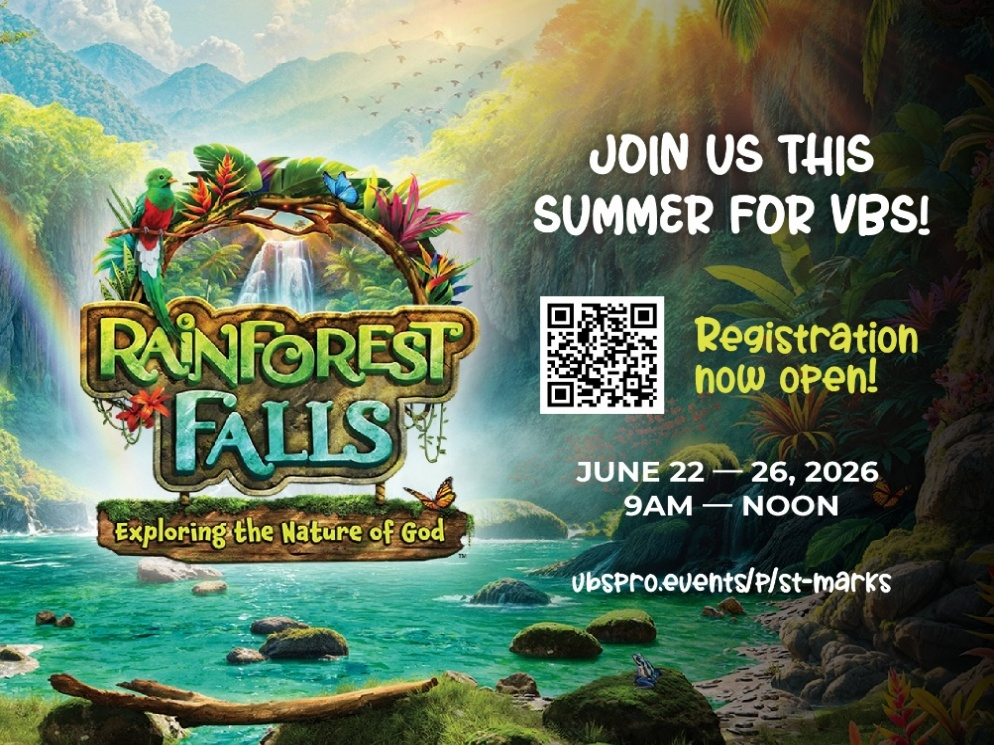 JOIN US THIS
SUMMER FOR VBS!
RAINFOREST
FALLS
Exploring the Nature of God
™
Registration
now open!
JUNE 22 — 26, 2026
9AM — NOON
vbspro.events/p/st-marks